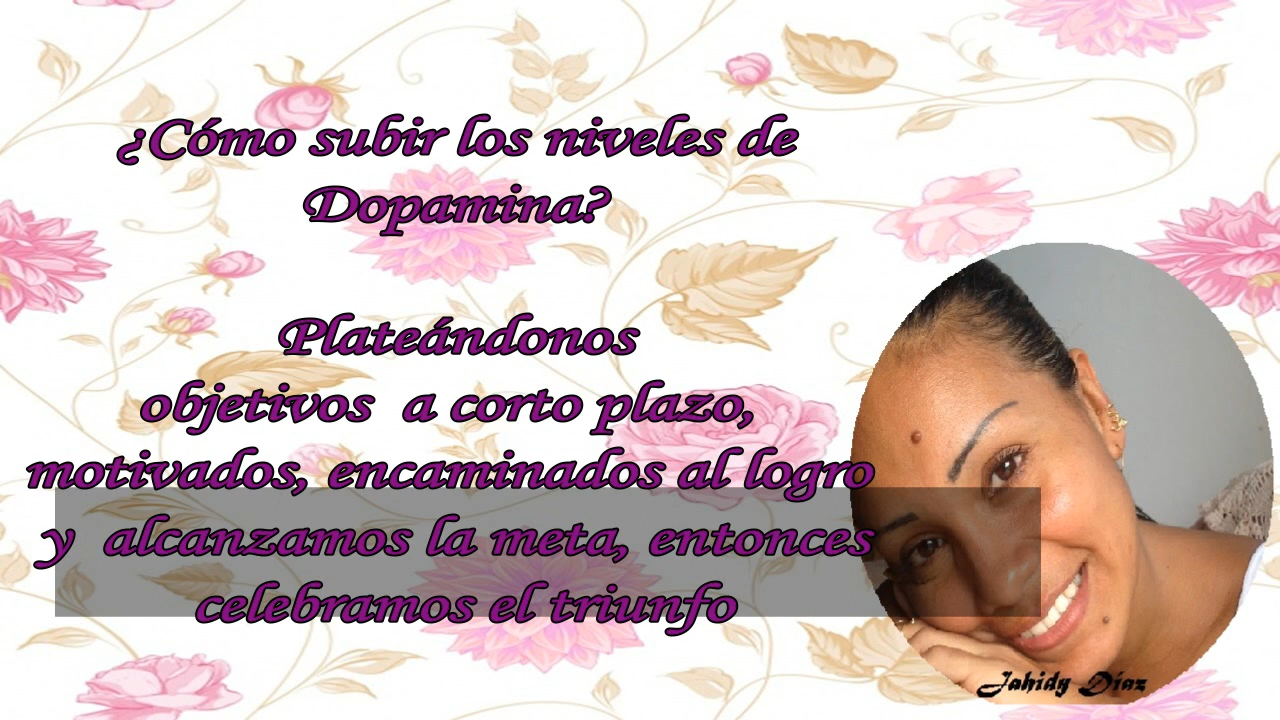 ¿Cómo subir los niveles de
Dopamina?
Plateándonos
objetivos a corto plazo,
motivados, encaminados al logro
y alcanzamos la meta, entonces
celebramos el triunfo
Jahidy Díaz